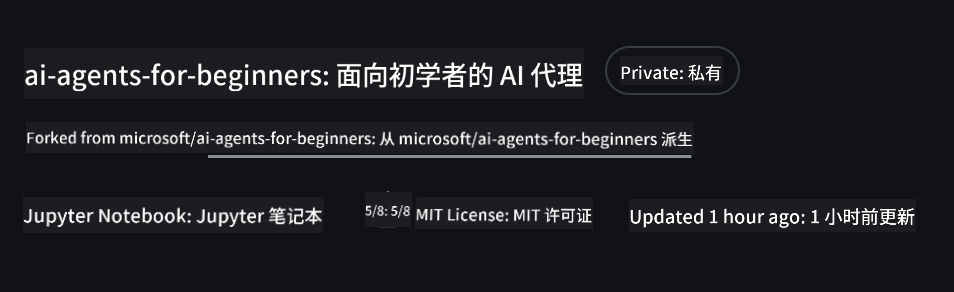 ai-agents-for-beginners: 面向初学者的 AI 代理 Private: 私有
Forked from microsoft/ai-agents-for-beginners: 从 microsoft/ai-agents-for-beginners 派生
Jupyter Notebook: Jupyter 笔记本 5/8: 5/8 MIT License: MIT 许可证 Updated 1 hour ago: 1 小时前更新